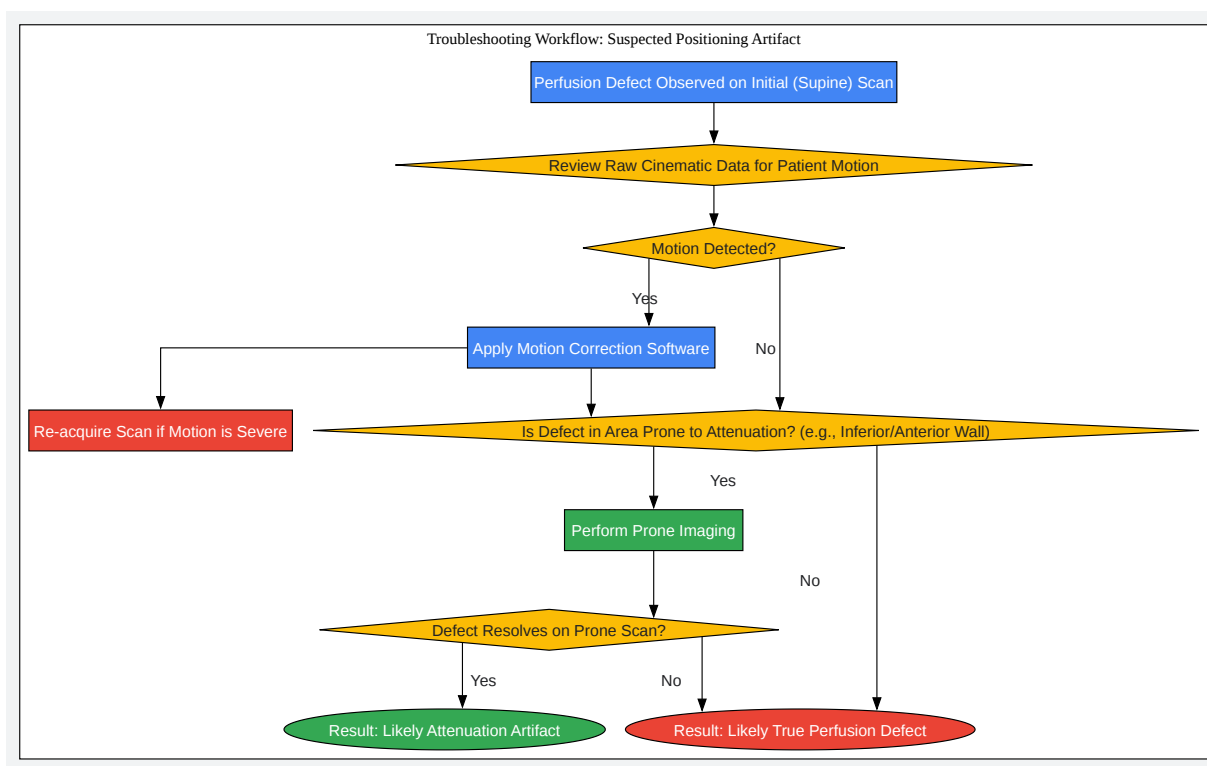 Troubleshooting Workflow: Suspected Positioning Artifact
Perfusion Defect Observed on Initial (Supine) Scan
Review Raw Cinematic Data for Patient Motion
Motion Detected?
Yes
No
Apply Motion Correction Software
Re-acquire Scan if Motion is Severe
Is Defect in Area Prone to Attenuation? (e.g., Inferior/Anterior Wall)
Yes
Perform Prone Imaging
No
Defect Resolves on Prone Scan?
Yes
No
Result: Likely Attenuation Artifact
Result: Likely True Perfusion Defect